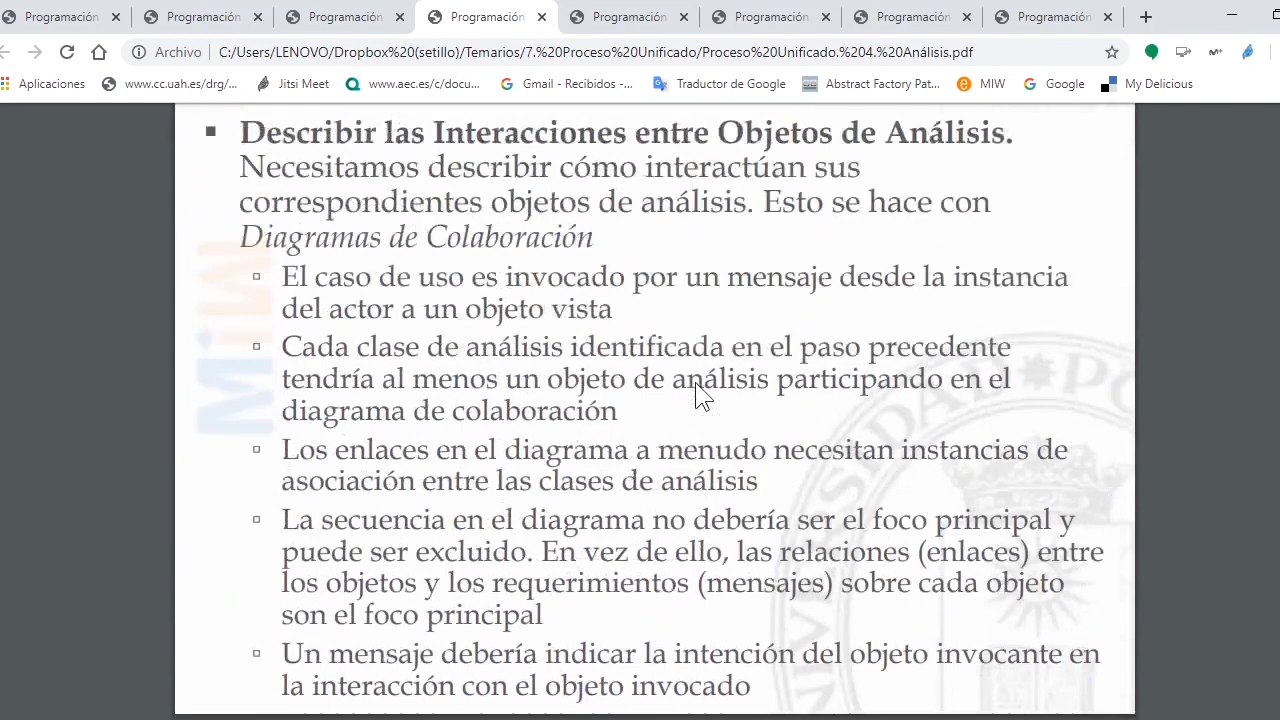 Programación
Programación
Programación
Programación
Programación
Programación
Programación
Programación
Archivo
C:/Users/LENOVO/Dropbox%20(setillo)/Temarios/7.%20Proceso%20Unificado/Proceso%20Unificado.%204.%20Análisis.pdf
Aplicaciones
www.cc.uah.es/drg/...
Jitsi Meet
www.aec.es/c/docu...
Gmail - Recibidos -...
Traductor de Google
Abstract Factory Pat...
MIW
Google
My Delicious
Describir las Interacciones entre Objetos de Análisis.
Necesitamos describir cómo interactúan sus
correspondientes objetos de análisis. Esto se hace con
Diagramas de Colaboración
El caso de uso es invocado por un mensaje desde la instancia
del actor a un objeto vista
Cada clase de análisis identificada en el paso precedente
tendría al menos un objeto de análisis participando en el
diagrama de colaboración
Los enlaces en el diagrama a menudo necesitan instancias de
asociación entre las clases de análisis
La secuencia en el diagrama no debería ser el foco principal y
puede ser excluido. En vez de ello, las relaciones (enlaces) entre
los objetos y los requerimientos (mensajes) sobre cada objeto
son el foco principal
Un mensaje debería indicar la intención del objeto invocante en
la interacción con el objeto invocado
MiW